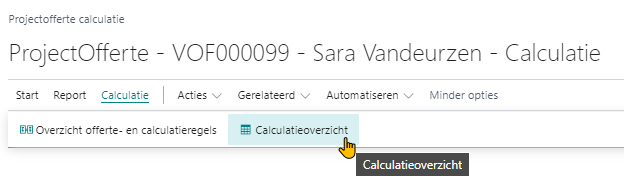 Projectofferte calculatie
ProjectOfferte - VOF000099 - Sara Vandeurzen - Calculatie
Start Report Calculatie Acties Gerelateerd Automatiseren Minder opties
Overzicht offerte- en calculatieregels Calculatieoverzicht
Calculatieoverzicht